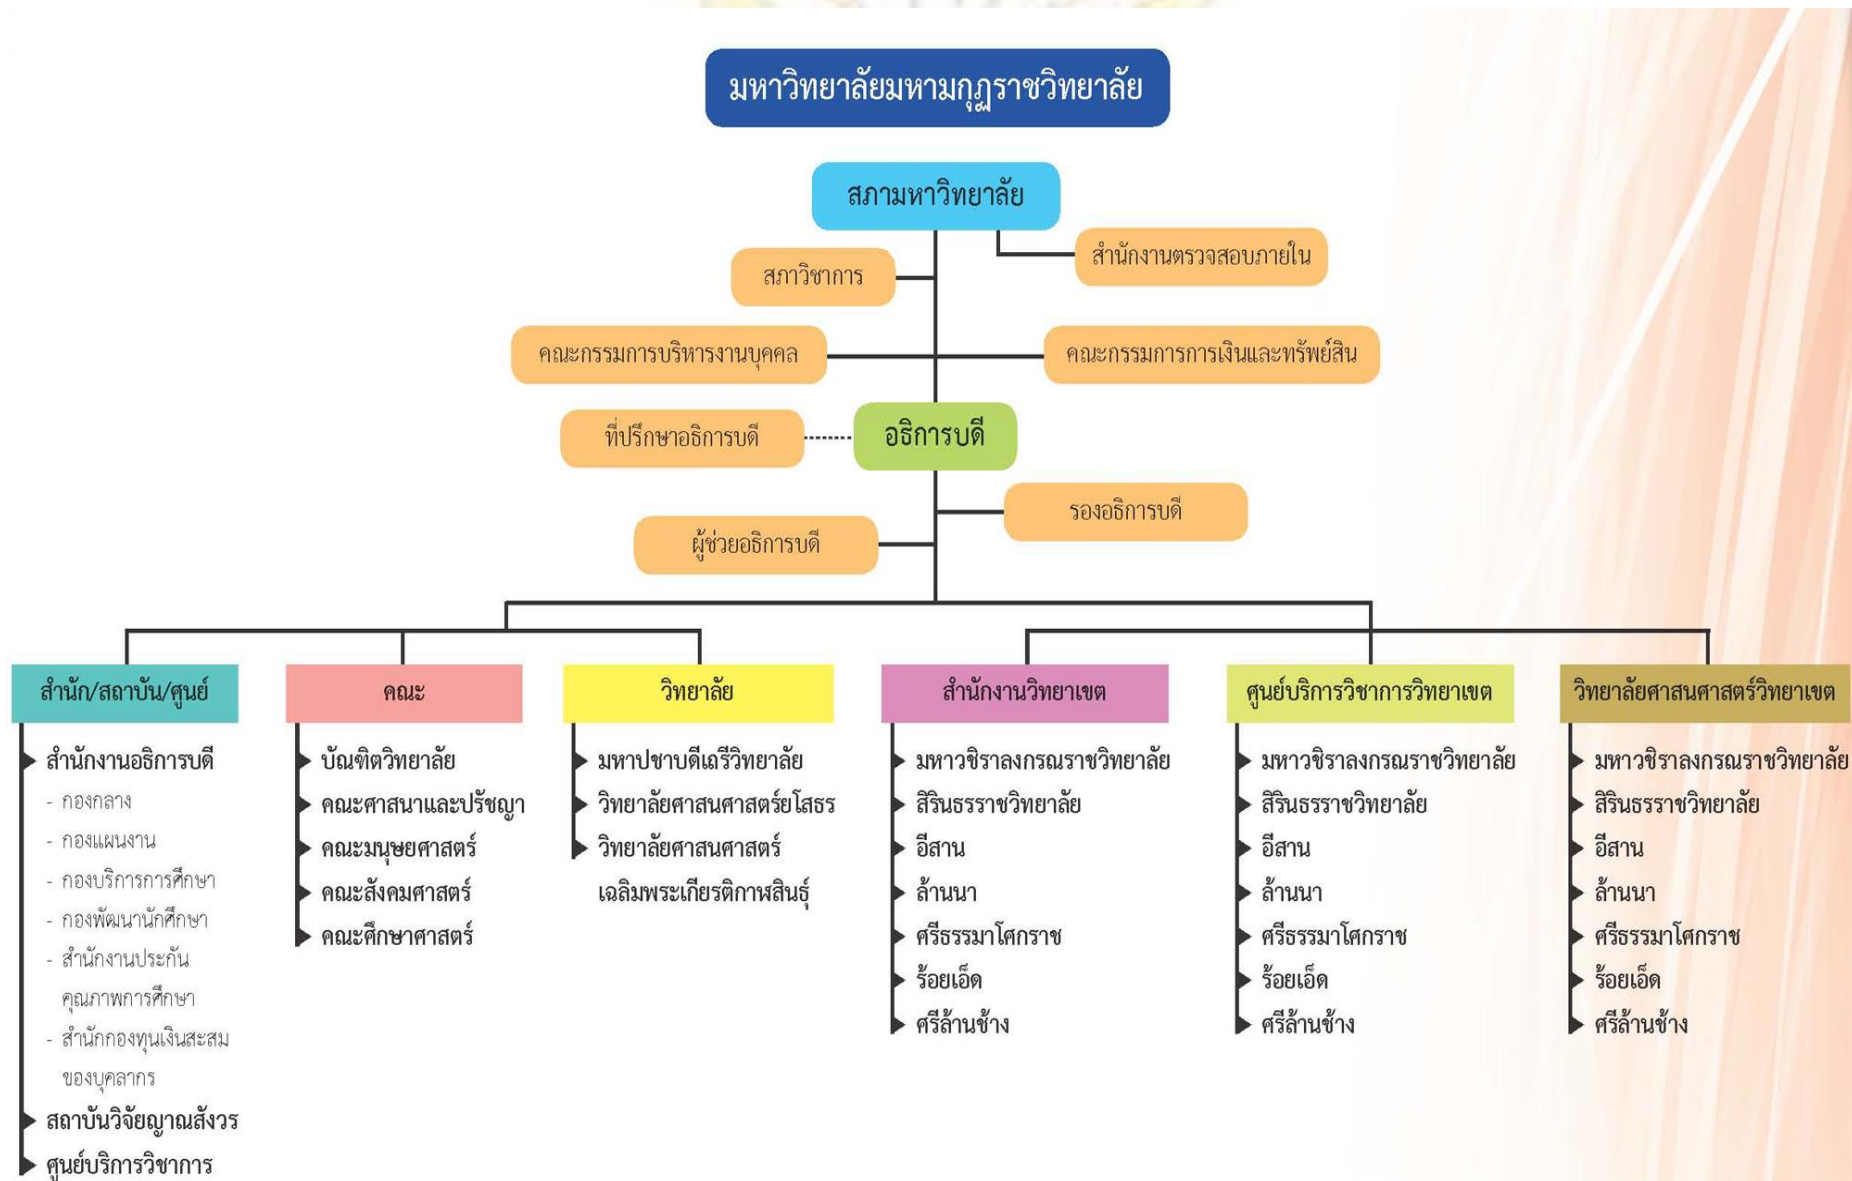 มหาวิทยาลัยมหามกุฏราชวิทยาลัย
สภามหาวิทยาลัย
สำนักงานตรวจสอบภายใน
สภาวิชาการ
คณะกรรมการบริหารงานบุคคล
คณะกรรมการการเงินและทรัพย์สิน
ที่ปรึกษาอธิการบดี
อธิการบดี
รองอธิการบดี
ผู้ช่วยอธิการบดี
สำนัก/สถาบัน/ศูนย์
สำนักงานอธิการบดี
- กองกลาง
- กองแผนงาน
- กองบริการการศึกษา
- กองพัฒนานักศึกษา
- สำนักงานประกัน
คุณภาพการศึกษา
- สำนักกองทุนเงินสะสม
ของบุคลากร
สถาบันวิจัยญาณสังวร
ศูนย์บริการวิชาการ
คณะ
บัณฑิตวิทยาลัย
คณะศาสนาและปรัชญา
คณะมนุษยศาสตร์
คณะสังคมศาสตร์
คณะศึกษาศาสตร์
วิทยาลัย
มหาปชาบดีเถรีวิทยาลัย
วิทยาลัยศาสนศาสตร์ยโสธร
วิทยาลัยศาสนศาสตร์
เฉลิมพระเกียรติกาฬสินธุ์
สำนักงานวิทยาเขต
มหาวชิราลงกรณราชวิทยาลัย
สิรินธรราชวิทยาลัย
อีสาน
ล้านนา
ศรีธรรมาโศกราช
ร้อยเอ็ด
ศรีล้านช้าง
ศูนย์บริการวิชาการวิทยาเขต
มหาวชิราลงกรณราชวิทยาลัย
สิรินธรราชวิทยาลัย
อีสาน
ล้านนา
ศรีธรรมาโศกราช
ร้อยเอ็ด
ศรีล้านช้าง
วิทยาลัยศาสนศาสตร์วิทยาเขต
มหาวชิราลงกรณราชวิทยาลัย
สิรินธรราชวิทยาลัย
อีสาน
ล้านนา
ศรีธรรมาโศกราช
ร้อยเอ็ด
ศรีล้านช้าง